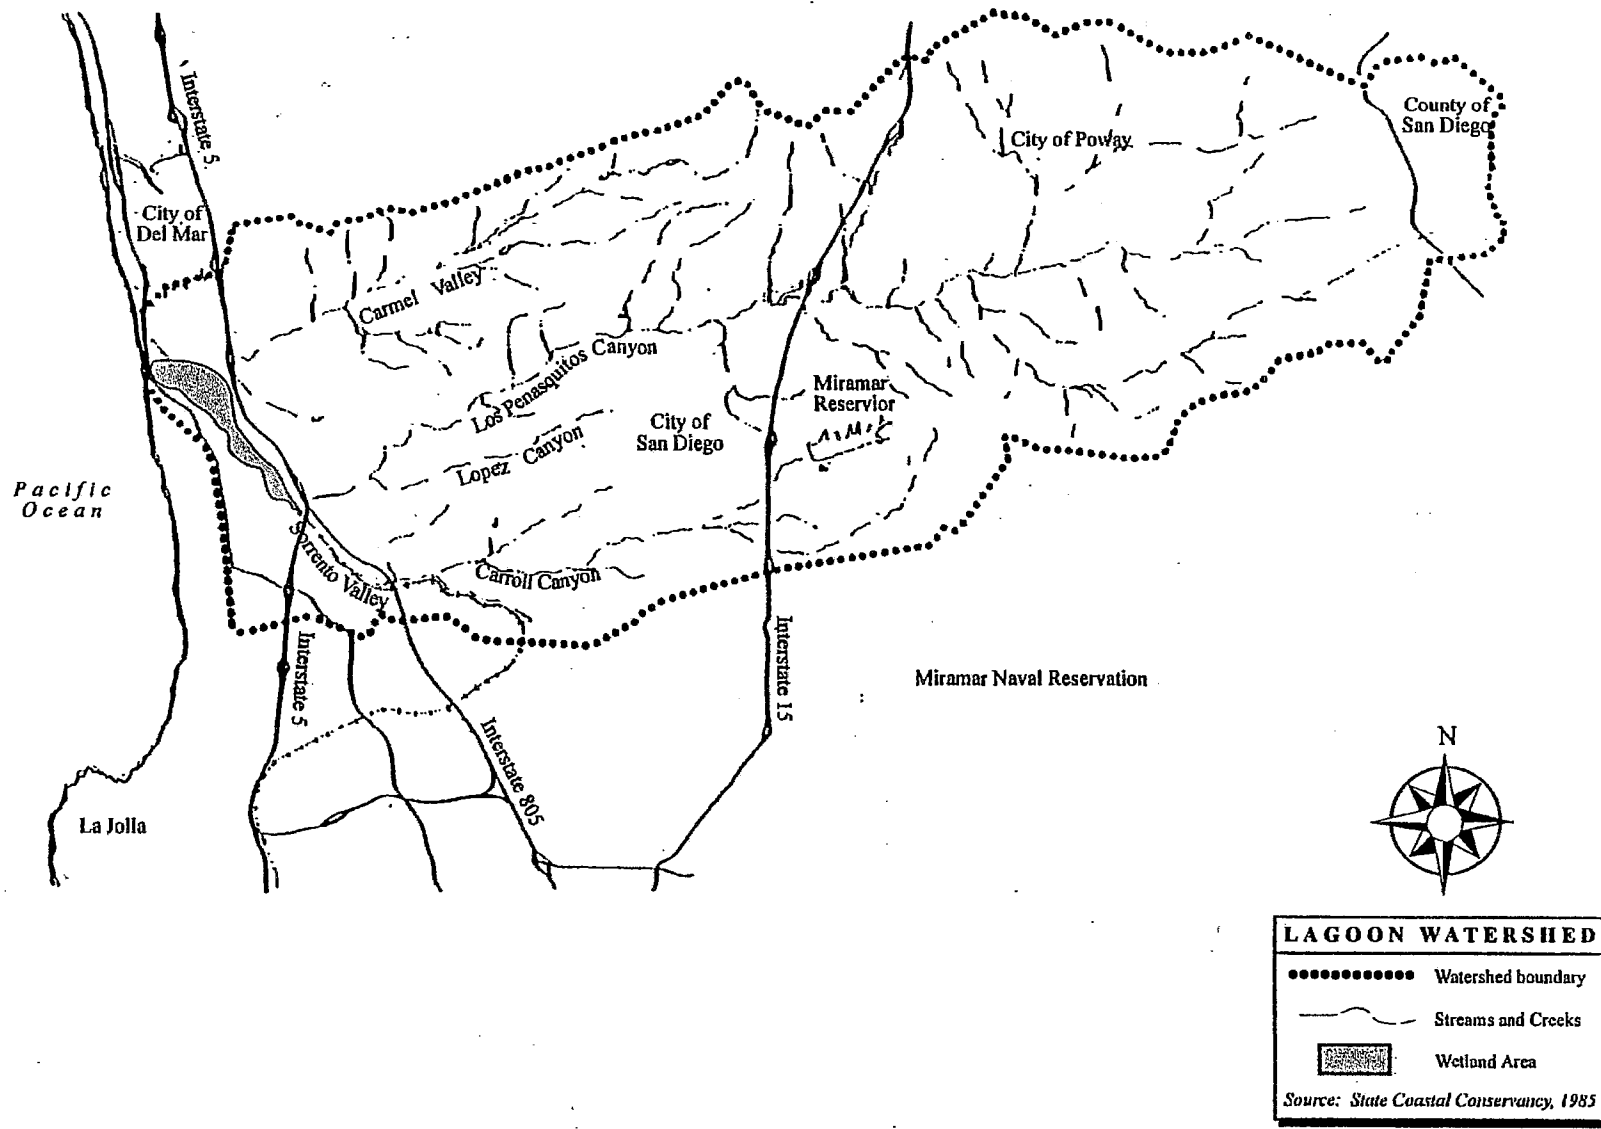 Interstate 5
County of
San Diego
City of Poway
City of
Del Mar
Carmel Valley
Los Penasquitos Canyon
Miramar
Reservior
City of
San Diego
Lopez Canyon
Pacific
Ocean
Sorrento Valley
Carroll Canyon
Interstate 5
Interstate 15
Miramar Naval Reservation
Interstate 805
La Jolla
N
LAGOON WATERSHED
Watershed boundary
Streams and Creeks
Wetland Area
Source: State Coastal Conservancy, 1985